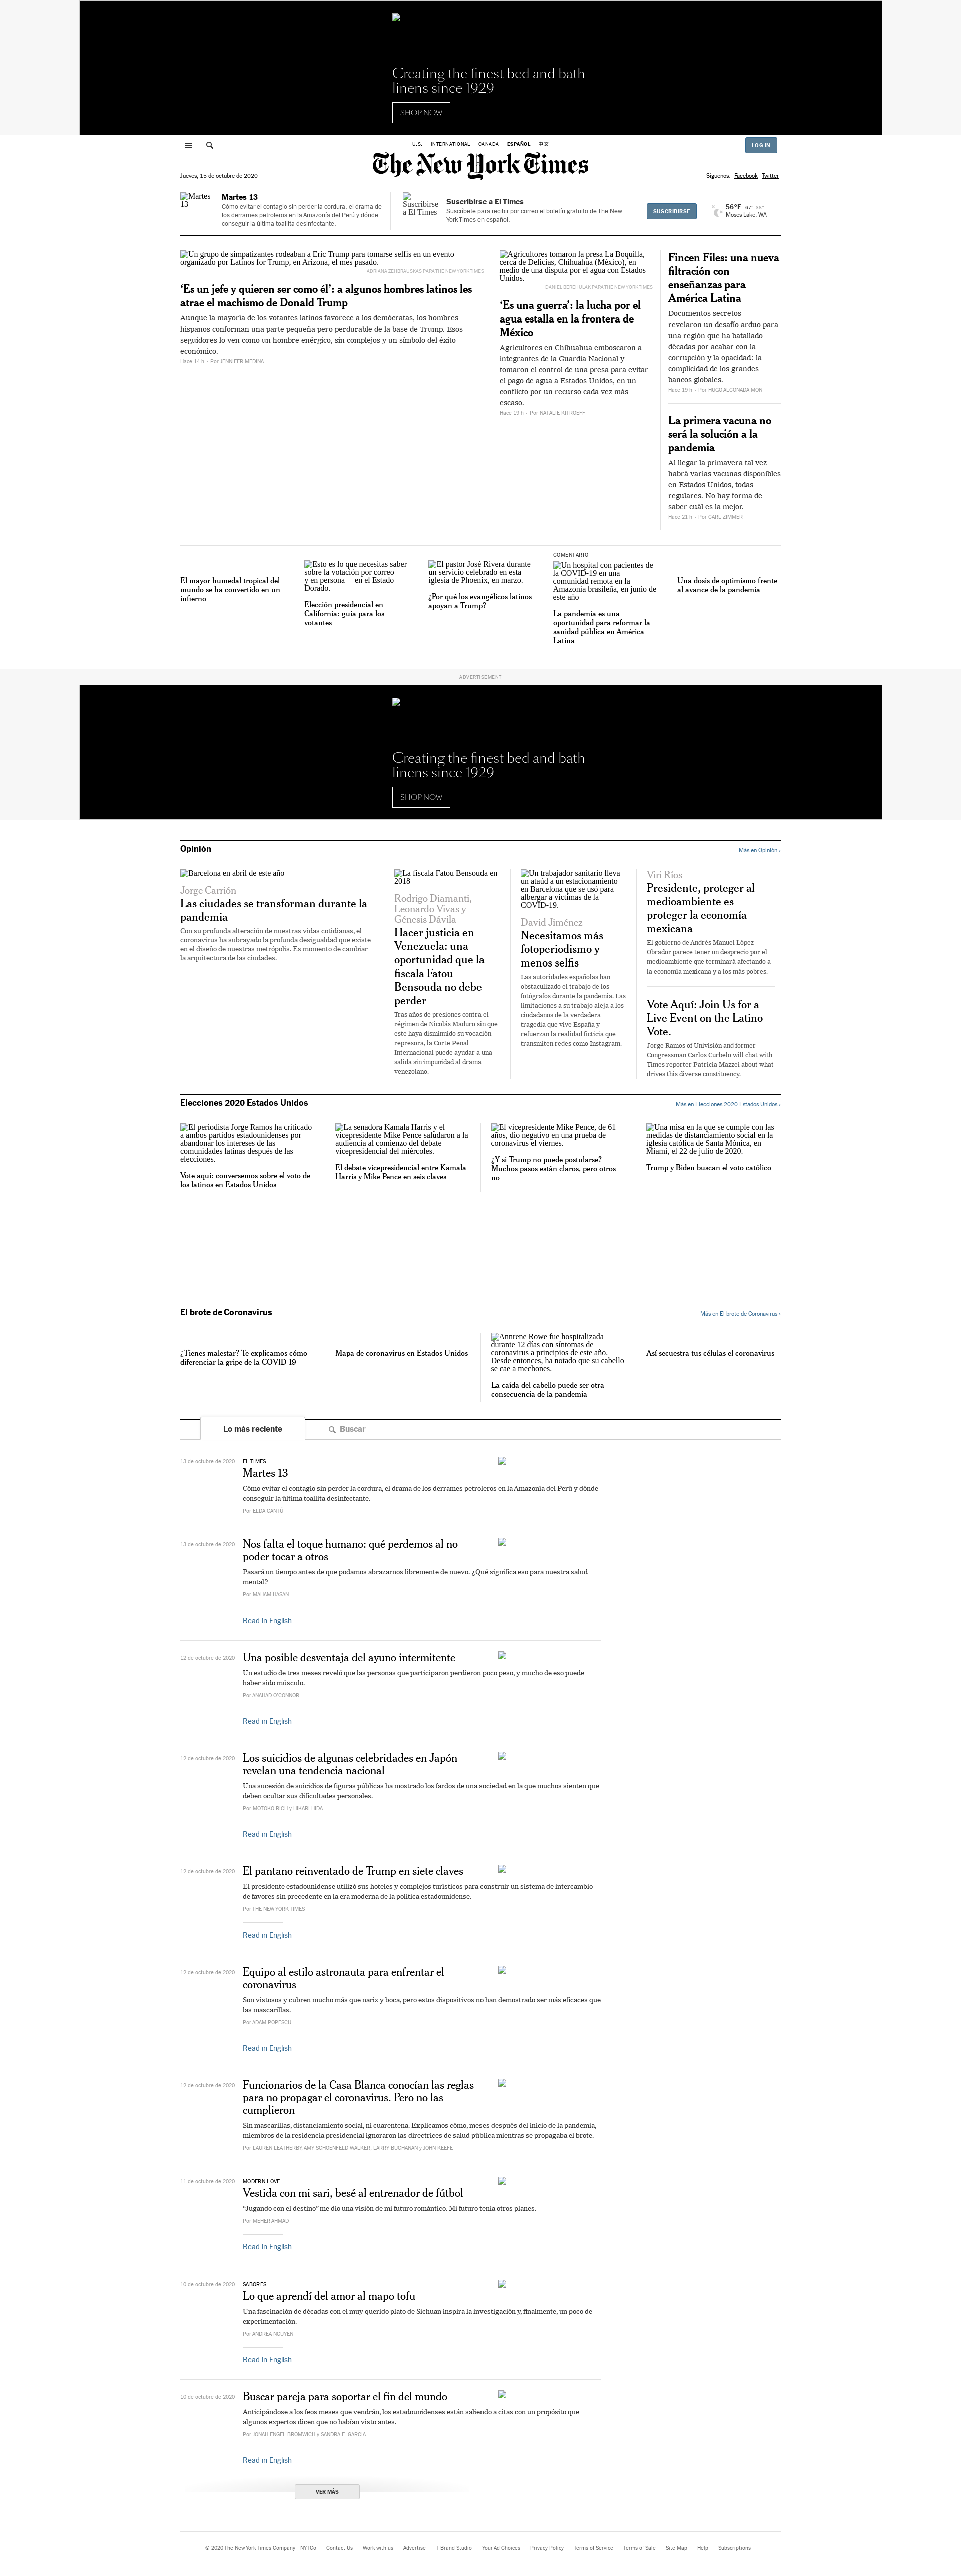 Creating the finest bed and bath
linens since 1929
SHOP NOW
U.S.
INTERNATIONAL
CANADA
ESPAÑOL
中文
LOG IN
The New York Times
Jueves, 15 de octubre de 2020
Síguenos:
Facebook
Twitter
Martes
13
Martes 13
Cómo evitar el contagio sin perder la cordura, el drama de
los derrames petroleros en la Amazonia del Perú y dónde
conseguir la última toallita desinfectante.
Suscribirse
a El Times
Suscribirse a El Times
Suscríbete para recibir por correo el boletín gratuito de The New
York Times en español.
SUSCRIBIRSE
56°F
Moses Lake, WA
Un grupo de simpatizantes rodeaban a Eric Trump para tomarse selfis en un evento
organizado por Latinos for Trump, en Arizona, el mes pasado.
ADRIANA ZEHBRAUSKAS PARA THE NEW YORK TIMES
‘Es un jefe y quieren ser como él’: a algunos hombres latinos les
atrae el machismo de Donald Trump
Aunque la mayoría de los votantes latinos favorece a los demócratas, los hombres
hispanos conforman una parte pequeña pero perdurable de la base de Trump. Esos
seguidores lo ven como un hombre enérgico, sin complejos y un símbolo del éxito
económico.
Hace 14 h – Por JENNIFER MEDINA
Agricultores tomaron la presa La Boquilla,
cerca de Delicias, Chihuahua (México), en
medio de una disputa por el agua con Estados
Unidos.
DANIEL BEREHULAK PARA THE NEW YORK TIMES
‘Es una guerra’: la lucha por el
agua estalla en la frontera de
México
Agricultores en Chihuahua emboscaron a
integrantes de la Guardia Nacional y
tomaron el control de una presa para evitar
el pago de agua a Estados Unidos, en un
conflicto por un recurso cada vez más
escaso.
Hace 18 h – Por NATALIE KITROEFF
Fincen Files: una nueva
filtración con
enseñanzas para
América Latina
Documentos secretos
revelaron un desafío arduo para
una región que ha batallado
décadas por acabar con la
corrupción y la opacidad: la
complicidad de los grandes
bancos globales.
Hace 19 h – Por HUGO ALCONADA MON
La primera vacuna no
será la solución a la
pandemia
Al llegar la primavera tal vez
habrá varias vacunas disponibles
en Estados Unidos, todas
regulares. No hay forma de
saber cuál es la mejor.
Hace 21 h – Por CARL ZIMMER
El mayor humedal tropical del
mundo se ha convertido en un
infierno
Esto es lo que necesitas saber
sobre la votación por correo —
y en persona— en el Estado
Dorado.
Elección presidencial en
California: guía para los
votantes
El pastor José Rivera durante
un servicio celebrado en esta
iglesia de Phoenix, en marzo.
¿Por qué los evangélicos latinos
apoyan a Trump?
COMENTARIO
Un hospital con pacientes de
la COVID-19 en una
comunidad remota en la
Amazonía brasileña, en junio de
este año
La pandemia es una
oportunidad para reformar la
sanidad pública en América
Latina
Una dosis de optimismo frente
al avance de la pandemia
ADVERTISEMENT
Creating the finest bed and bath
linens since 1929
SHOP NOW
Opinión
Más en Opinión ›
Barcelona en abril de este año
Jorge Carrión
Las ciudades se transforman durante la
pandemia
Con su profunda alteración de nuestras vidas cotidianas, el
coronavirus ha subrayado la profunda desigualdad que existe
en el diseño de nuestras metrópolis. Es momento de cambiar
la arquitectura de las ciudades.
La fiscala Fatou Bensouda en
2018
Rodrigo Diamanti,
Leonardo Vivas y
Génesis Dávila
Hacer justicia en
Venezuela: una
oportunidad que la
fiscala Fatou
Bensouda no debe
perder
Tras años de presiones contra el
régimen de Nicolás Maduro sin que
este haya disminuido su vocación
represora, la Corte Penal
Internacional puede ayudar a una
salida sin impunidad al drama
venezolano.
Un trabajador sanitario lleva
un ataúd a un estacionamiento
en Barcelona que se usó para
albergar a víctimas de la
COVID-19.
David Jiménez
Necesitamos más
fotoperiodismo y
menos selfis
Las autoridades españolas han
obstaculizado el trabajo de los
fotógrafos durante la pandemia. Las
limitaciones a su trabajo aleja a los
ciudadanos de la verdadera
tragedia que vive España y
refuerzan la realidad ficticia que
transmiten redes como Instagram.
Viri Ríos
Presidente, proteger al
medioambiente es
proteger la economía
mexicana
El gobierno de Andrés Manuel López
Obrador parece tener un desprecio por el
medioambiente que terminará afectando a
la economía mexicana y a los más pobres.
Vote Aquí: Join Us for a
Live Event on the Latino
Vote.
Jorge Ramos of Univisión and former
Congressman Carlos Curbelo will chat with
Times reporter Patricia Mazzei about what
drives this diverse constituency.
Elecciones 2020 Estados Unidos
Más en Elecciones 2020 Estados Unidos ›
El periodista Jorge Ramos ha criticado
a ambos partidos estadounidenses por
abandonar los intereses de las
comunidades latinas después de las
elecciones.
Vote aquí: conversemos sobre el voto de
los latinos en Estados Unidos
La senadora Kamala Harris y el
vicepresidente Mike Pence saludaron a la
audiencia al comienzo del debate
vicepresidencial del miércoles.
El debate vicepresidencial entre Kamala
Harris y Mike Pence en seis claves
El vicepresidente Mike Pence, de 61
años, dio negativo en una prueba de
coronavirus el viernes.
¿Y si Trump no puede postularse?
Muchos pasos están claros, pero otros
no
Una misa en la que se cumple con las
medidas de distanciamiento social en la
iglesia católica de Santa Mónica, en
Miami, el 22 de julio de 2020.
Trump y Biden buscan el voto católico
El brote de Coronavirus
Más en El brote de Coronavirus ›
¿Tienes malestar? Te explicamos cómo
diferenciar la gripe de la COVID-19
Mapa de coronavirus en Estados Unidos
Annrene Rowe fue hospitalizada
durante 12 días con síntomas de
coronavirus a principios de este año.
Desde entonces, ha notado que su cabello
se cae a mechones.
La caída del cabello puede ser otra
consecuencia de la pandemia
Así secuestra tus células el coronavirus
Lo más reciente
Buscar
13 de octubre de 2020
EL TIMES
Martes 13
Cómo evitar el contagio sin perder la cordura, el drama de los derrames petroleros en la Amazonia del Perú y dónde
conseguir la última toallita desinfectante.
Por ELDA CANTÚ
13 de octubre de 2020
Nos falta el toque humano: qué perdemos al no
poder tocar a otros
Pasará un tiempo antes de que podamos abrazarnos libremente de nuevo. ¿Qué significa eso para nuestra salud
mental?
Por MAHAM HASAN
Read in English
12 de octubre de 2020
Una posible desventaja del ayuno intermitente
Un estudio de tres meses reveló que las personas que participaron perdieron poco peso, y mucho de eso puede
haber sido músculo.
Por ANAHAD O'CONNOR
Read in English
12 de octubre de 2020
Los suicidios de algunas celebridades en Japón
revelan una tendencia nacional
Una sucesión de suicidios de figuras públicas ha mostrado los fardos de una sociedad en la que muchos sienten que
deben ocultar sus dificultades personales.
Por MOTOKO RICH y HIKARI HIDA
Read in English
12 de octubre de 2020
El pantano reinventado de Trump en siete claves
El presidente estadounidense utilizó sus hoteles y complejos turísticos para construir un sistema de intercambio
de favores sin precedente en la era moderna de la política estadounidense.
Por THE NEW YORK TIMES
Read in English
12 de octubre de 2020
Equipo al estilo astronauta para enfrentar el
coronavirus
Son vistosos y cubren mucho más que nariz y boca, pero estos dispositivos no han demostrado ser más eficaces que
las mascarillas.
Por ADAM POPESCU
Read in English
12 de octubre de 2020
Funcionarios de la Casa Blanca conocían las reglas
para no propagar el coronavirus. Pero no las
cumplieron
Sin mascarillas, distanciamiento social, ni cuarentena. Explicamos cómo, meses después del inicio de la pandemia,
miembros de la residencia presidencial ignoraron las directrices de salud pública mientras se propagaba el brote.
Por LAUREN LEATHERBY, AMY SCHOENFELD WALKER, LARRY BUCHANAN y JOHN KEEFE
11 de octubre de 2020
MODERN LOVE
Vestida con mi sari, besé al entrenador de fútbol
“Jugando con el destino” me dio una visión de mi futuro romántico. Mi futuro tenía otros planes.
Por MEHER AHMAD
Read in English
10 de octubre de 2020
SABORES
Lo que aprendí del amor al mapo tofu
Una fascinación de décadas con el muy querido plato de Sichuan inspira la investigación y, finalmente, un poco de
experimentación.
Por ANDREA NGUYEN
Read in English
10 de octubre de 2020
Buscar pareja para soportar el fin del mundo
Anticipándose a los feos meses que vendrán, los estadounidenses están saliendo a citas con un propósito que
algunos expertos dicen que no habían visto antes.
Por JONAH ENGEL BROMWICH y SANDRA E. GARCIA
Read in English
VER MÁS
© 2020 The New York Times Company
NYTCo
Contact Us
Work with us
Advertise
T Brand Studio
Your Ad Choices
Privacy Policy
Terms of Service
Terms of Sale
Site Map
Help
Subscriptions